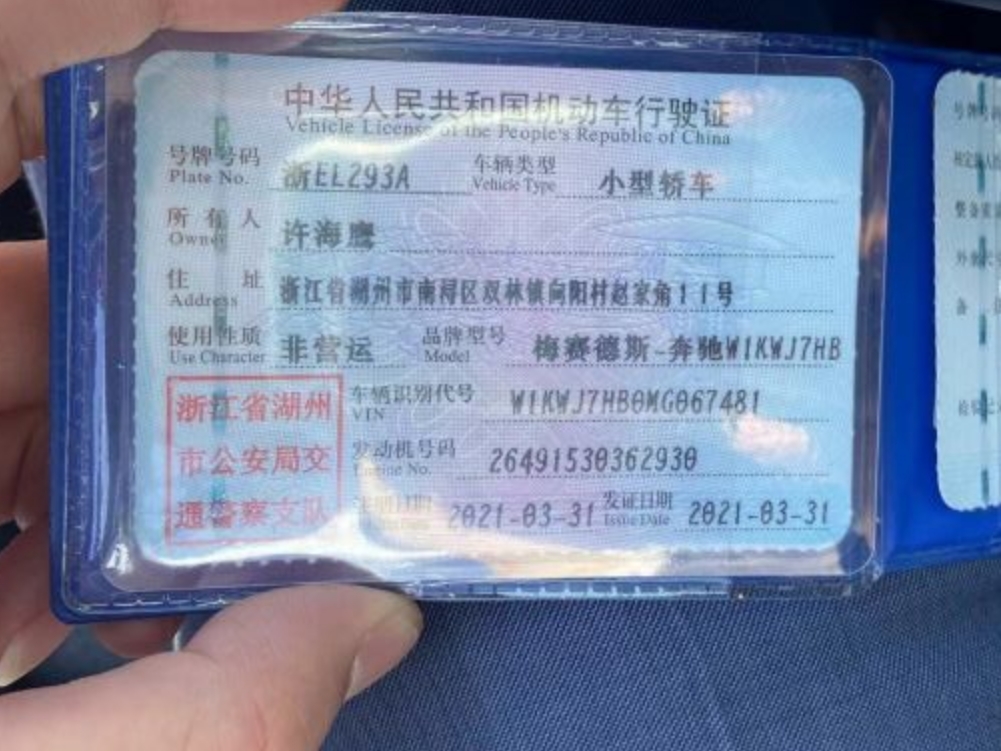 中华人民共和国机动车行驶证
Vehicle License of the People's Republic of China
号牌号码 浙EL293A 车辆类型 小型轿车
Plate No. Vehicle Type
所有人 许海鹰
Owner
住址 浙江省湖州市南浔区双林镇向阳村赵家角11号
Address
使用性质 非营运 品牌型号 梅赛德斯-奔驰W1KWJ7HB
Use Character Model
浙江省湖州 车辆识别代号 W1KWJ7HB0MG067481
VIN
市公安局交 发动机号码 26491530362930
Engine No.
通警察支队 注册日期 2021-03-31 发证日期 2021-03-31
Issue Date
号牌